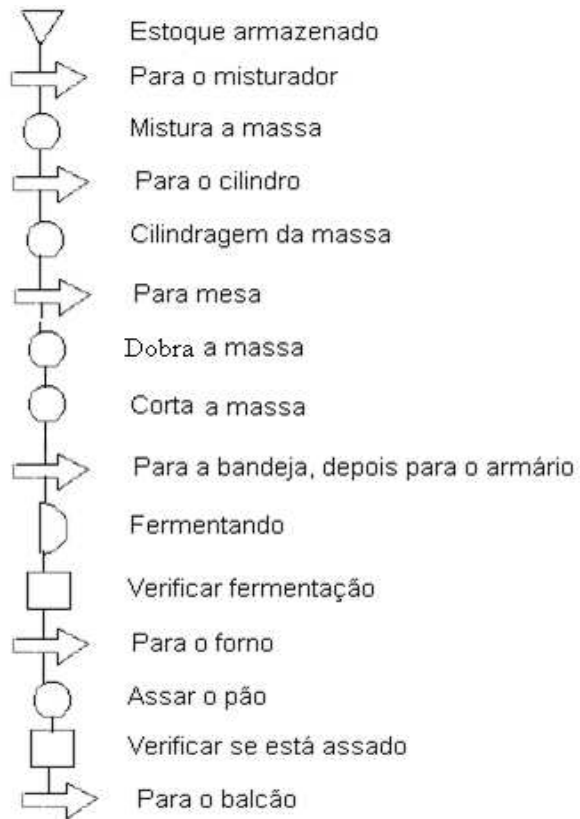 Estoque armazenado
Para o misturador
Mistura a massa
Para o cilindro
Cilindragem da massa
Para mesa
Dobra a massa
Corta a massa
Para a bandeja, depois para o armário
Fermentando
Verificar fermentação
Para o forno
Assar o pão
Verificar se está assado
Para o balcão